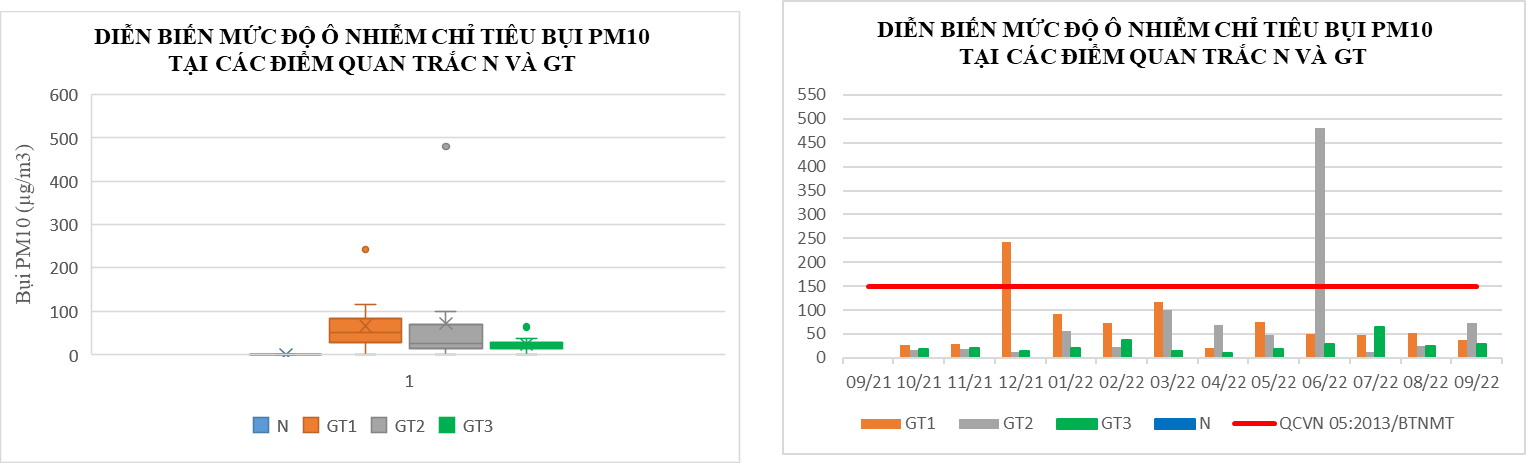 DIỄN BIẾN MỨC ĐỘ Ô NHIỄM CHỈ TIÊU BỤI PM10
TẠI CÁC ĐIỂM QUAN TRẮC N VÀ GT
600
500
400
300
200
100
0
Bụi PM10 (µg/m3)
1
N GT1 GT2 GT3
DIỄN BIẾN MỨC ĐỘ Ô NHIỄM CHỈ TIÊU BỤI PM10
TẠI CÁC ĐIỂM QUAN TRẮC N VÀ GT
550
500
450
400
350
300
250
200
150
100
50
0
09/21 10/21 11/21 12/21 01/22 02/22 03/22 04/22 05/22 06/22 07/22 08/22 09/22
GT1 GT2 GT3 N QCVN 05:2013/BTNMT